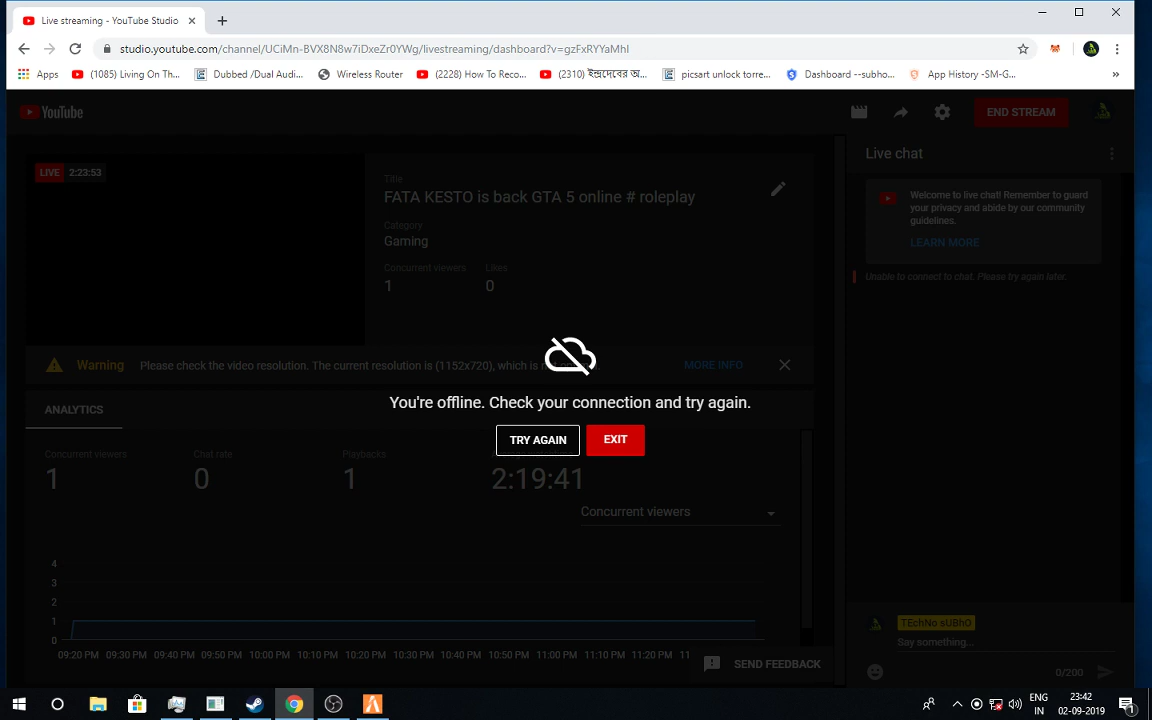 Live streaming - YouTube Studio
studio.youtube.com/channel/UCiMn-BVX8N8w7iDxeZr0YWg/livestreaming/dashboard?v=gzFxRYYaMhI
Apps (1085) Living On Th... Dubbed /Dual Audi... Wireless Router (2228) How To Reco... (2310) ইন্দ্রদেবের অ... picsart unlock torre... Dashboard --subho... App History -SM-G... »
YouTube
END STREAM
LIVE 2:23:53
Title
FATA KESTO is back GTA 5 online # roleplay
Category
Gaming
Concurrent viewers Likes
1 0
Live chat
Welcome to live chat! Remember to guard
your privacy and abide by our community
guidelines.
LEARN MORE
Unable to connect to chat. Please try again later.
Warning Please check the video resolution. The current resolution is (1152x720), which is not
MORE INFO
You're offline. Check your connection and try again.
TRY AGAIN EXIT
ANALYTICS
Concurrent viewers Chat rate Playbacks
1 0 1 2:19:41
Concurrent viewers
4
3
2
1
0
09:20 PM 09:30 PM 09:40 PM 09:50 PM 10:00 PM 10:10 PM 10:20 PM 10:30 PM 10:40 PM 10:50 PM 11:00 PM 11:10 PM 11:20 PM 11
SEND FEEDBACK
TEchNo sUBhO
Say something...
0/200
ENG
IN
23:42
02-09-2019
1